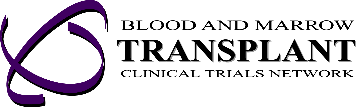 BLOOD AND MARROW
TRANSPLANT
CLINICAL TRIALS NETWORK